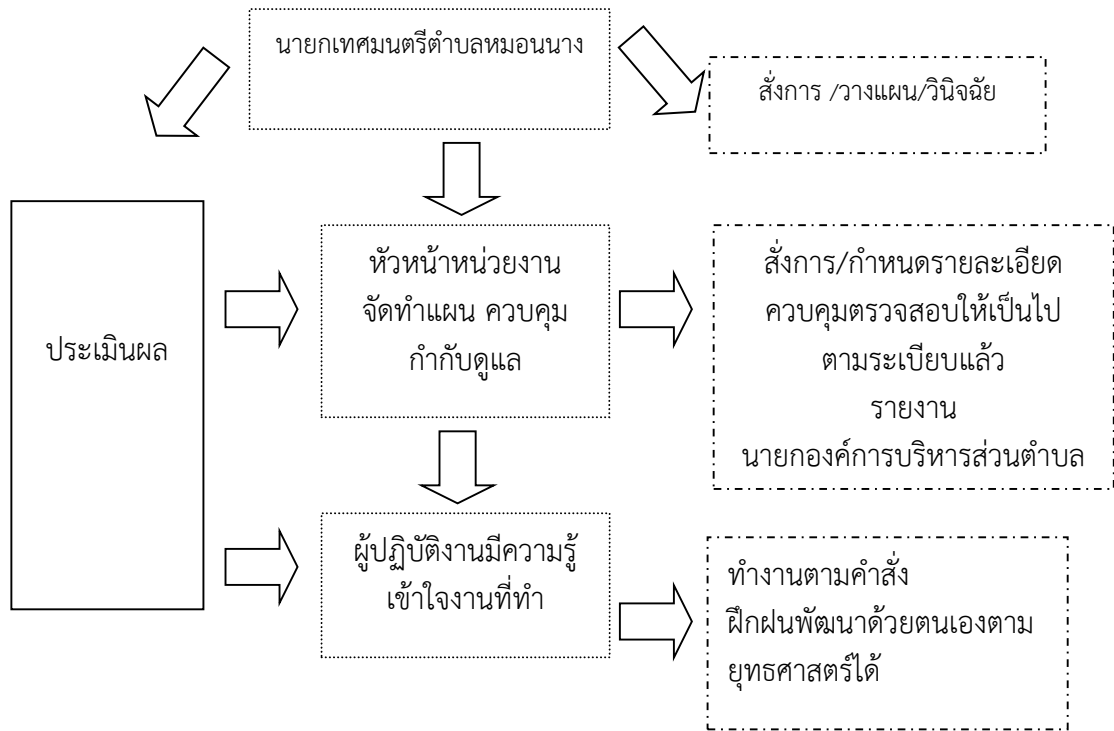 นายกเทศมนตรีตำบลหมอนนาง
สั่งการ /วางแผน/วินิจฉัย
ประเมินผล
หัวหน้าหน่วยงาน
จัดทำแผน ควบคุม
กำกับดูแล
สั่งการ/กำหนดรายละเอียด
ควบคุมตรวจสอบให้เป็นไป
ตามระเบียบแล้ว
รายงาน
นายกองค์การบริหารส่วนตำบล
ผู้ปฏิบัติงานมีความรู้
เข้าใจงานที่ทำ
ทำงานตามคำสั่ง
ฝึกฝนพัฒนาด้วยตนเองตาม
ยุทธศาสตร์ได้